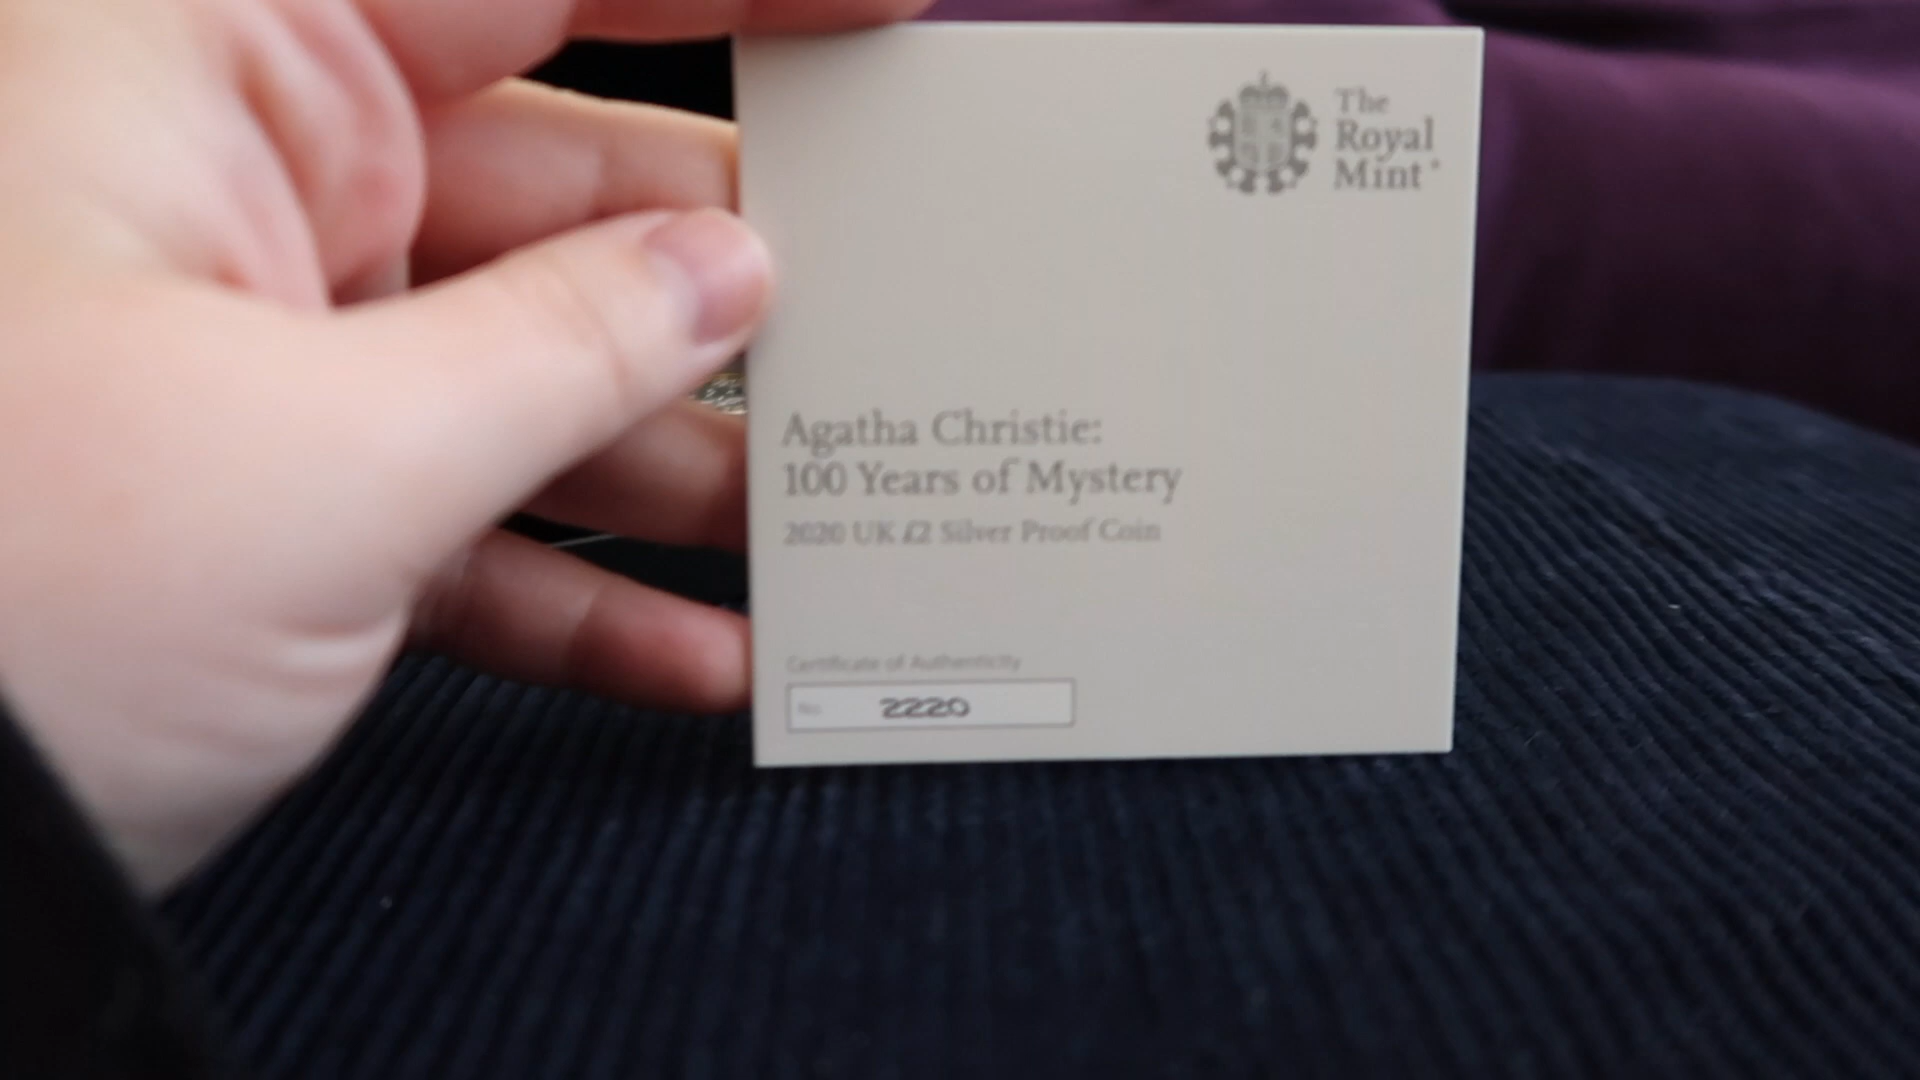 The
Royal
Mint
Agatha Christie:
100 Years of Mystery
2020 UK £2 Silver Proof Coin
Certificate of Authenticity
No. 2220